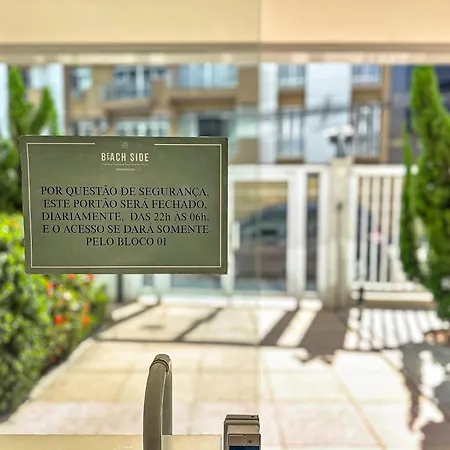 BEACH SIDE
POR QUESTÃO DE SEGURANÇA,
ESTE PORTÃO SERÁ FECHADO,
DIARIAMENTE, DAS 22h ÀS 06h,
E O ACESSO SE DARÁ SOMENTE
PELO BLOCO 01